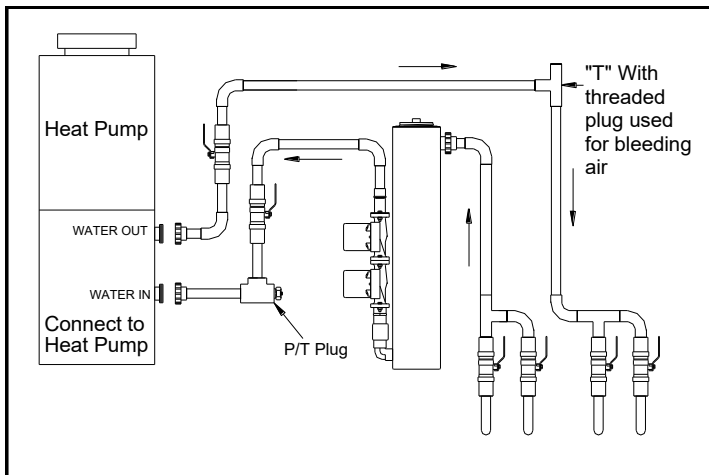 Heat Pump
WATER OUT
WATER IN
Connect to
Heat Pump
P/T Plug
"T" With
threaded
plug used
for bleeding
air